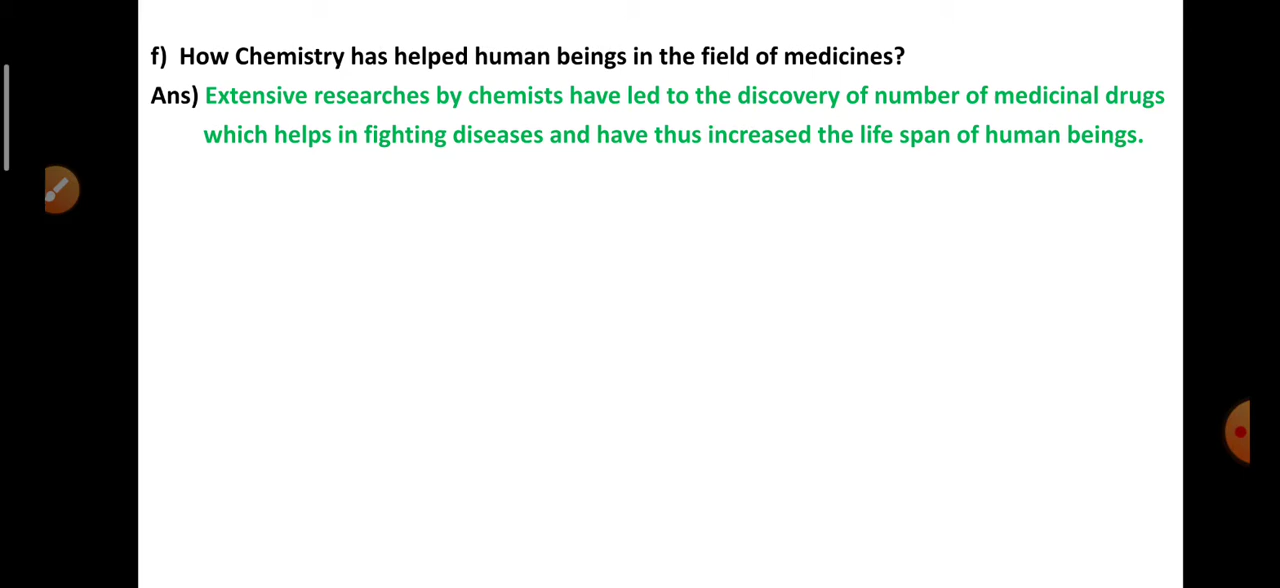 f) How Chemistry has helped human beings in the field of medicines?
Ans) Extensive researches by chemists have led to the discovery of number of medicinal drugs
which helps in fighting diseases and have thus increased the life span of human beings.